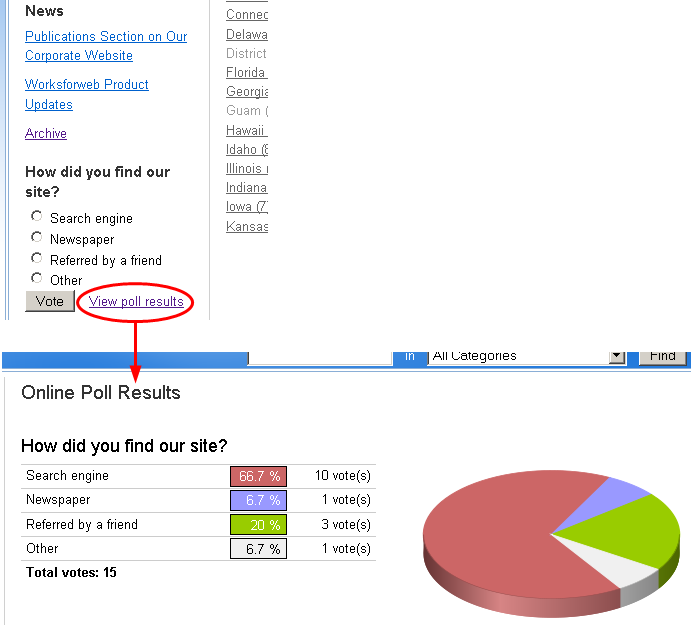 News
Publications Section on Our
Corporate Website
Worksforweb Product
Updates
Archive
How did you find our
site?
Search engine
Newspaper
Referred by a friend
Other
Vote View poll results
Delawa
District
Florida
Georgia
Guam (
Hawaii
Idaho (
Illinois
Indiana
Iowa (7)
Kansas
in All Categories Find
Online Poll Results
How did you find our site?
Search engine 66.7 % 10 vote(s)
Newspaper 6.7 % 1 vote(s)
Referred by a friend 20 % 3 vote(s)
Other 6.7 % 1 vote(s)
Total votes: 15